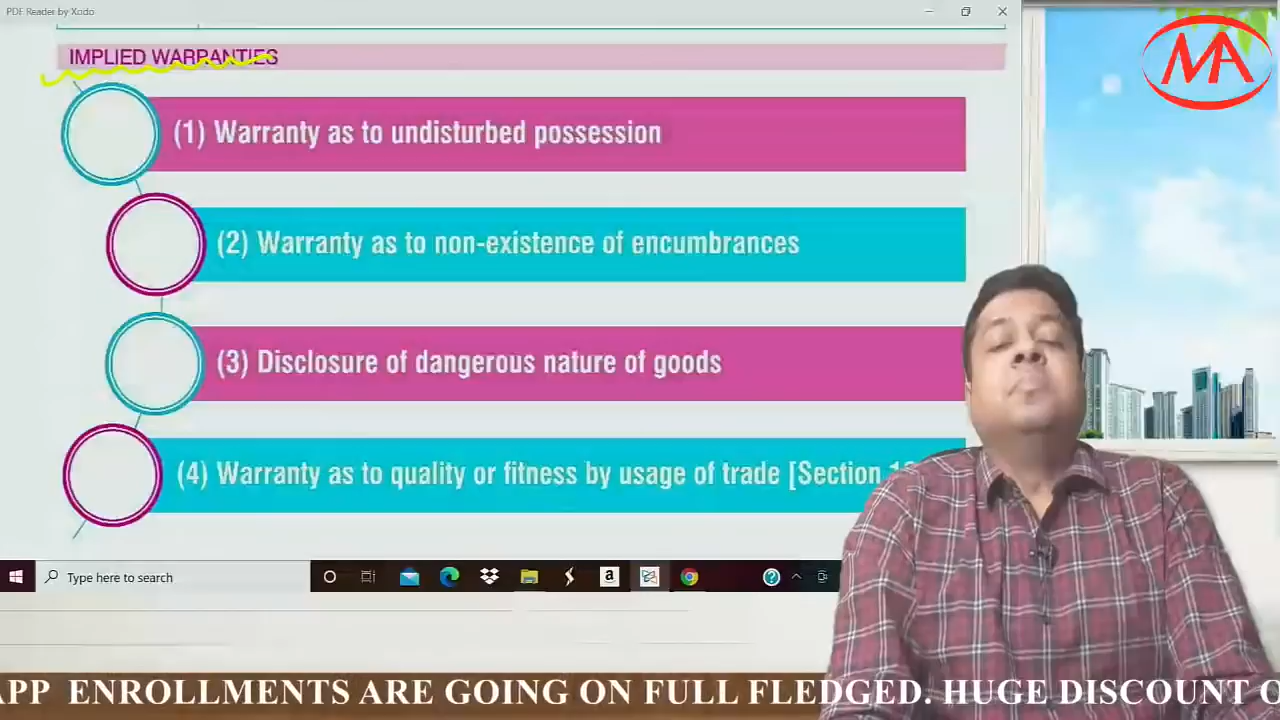 PDF Reader by Xodo
IMPLIED WARRANTIES
(1) Warranty as to undisturbed possession
(2) Warranty as to non-existence of encumbrances
(3) Disclosure of dangerous nature of goods
(4) Warranty as to quality or fitness by usage of trade [Section
Type here to search
a
MA
APP ENROLLMENTS ARE GOING ON FULL FLEDGED. HUGE DISCOUNT